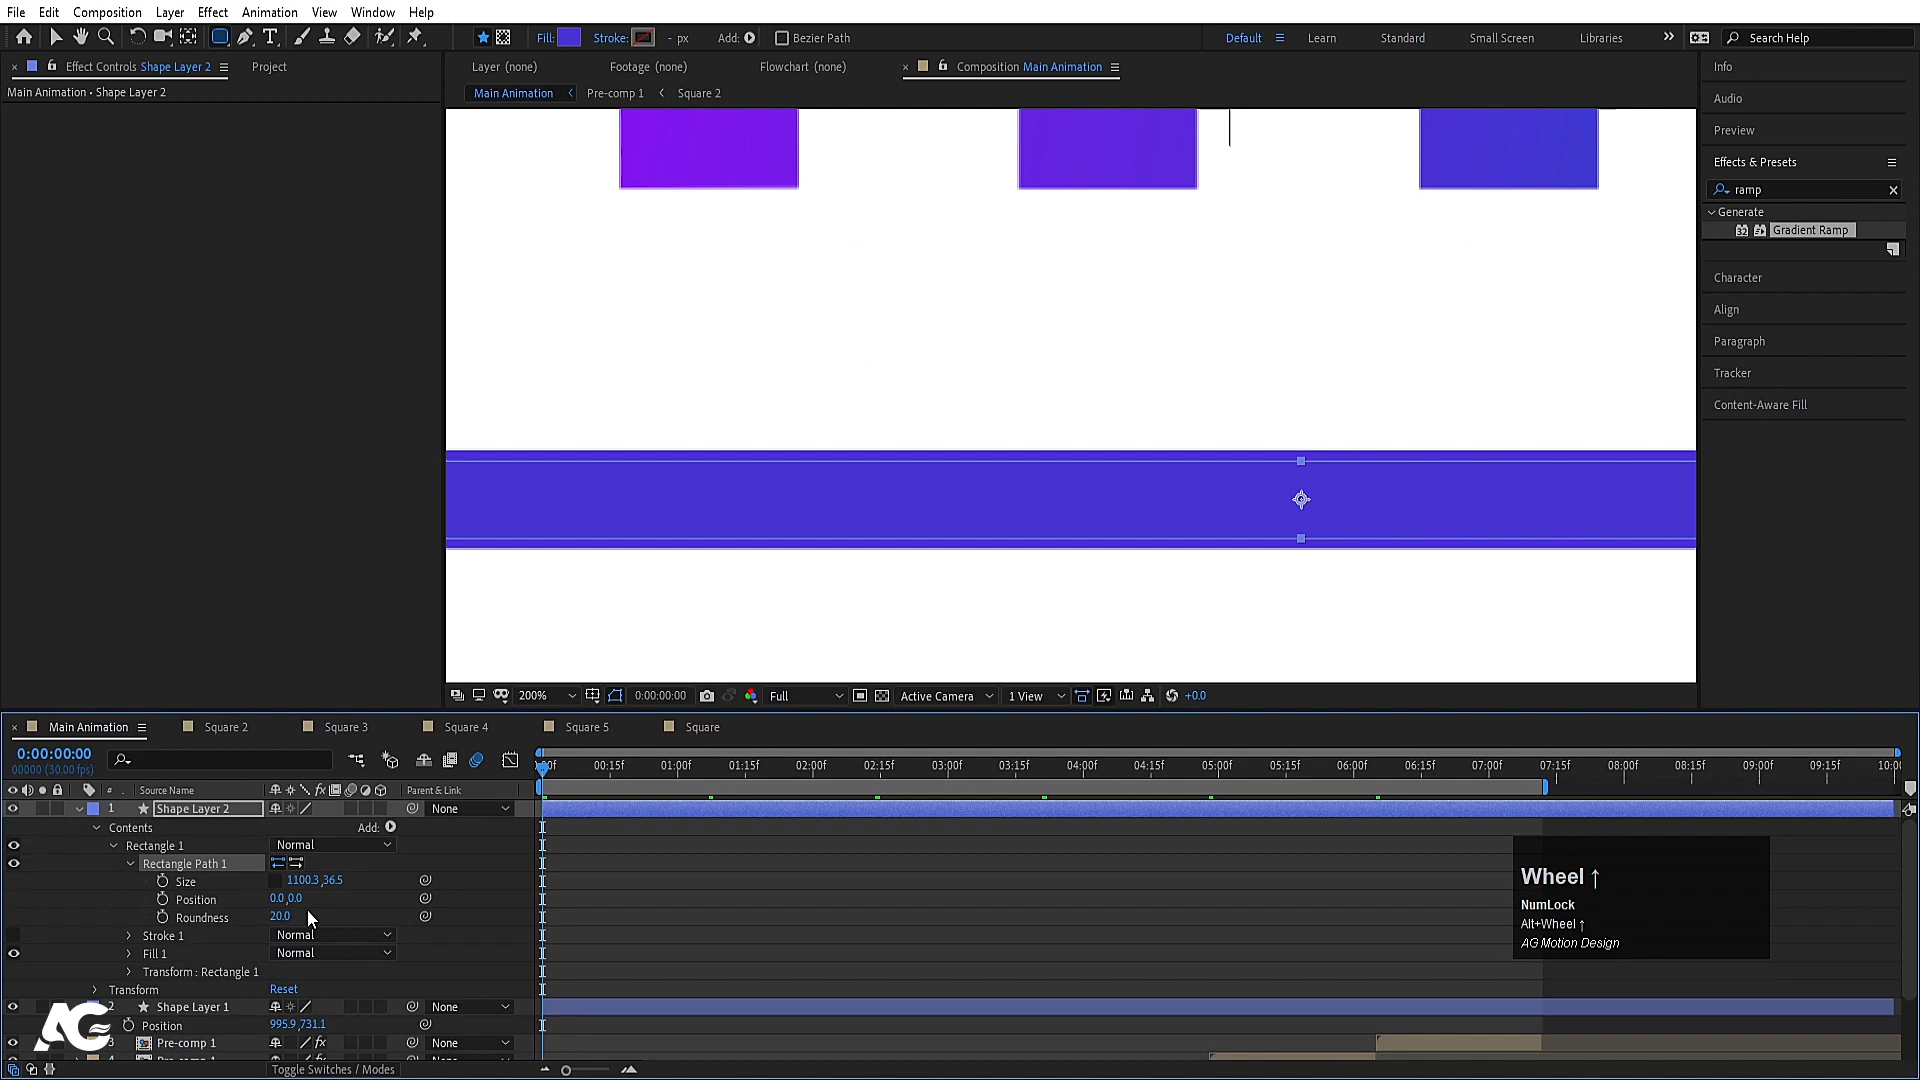 File Edit Composition Layer Effect Animation View Window Help
Fill: Stroke: - px Add: Bezier Path Default Learn Standard Small Screen Libraries Search Help
Effect Controls Shape Layer 2 Project
Main Animation • Shape Layer 2
Layer (none) Footage (none) Flowchart (none) Composition Main Animation
Main Animation Pre-comp 1 Square 2
Info
Audio
Preview
Effects & Presets
ramp
Generate
32 Gradient Ramp
Character
Align
Paragraph
Tracker
Content-Aware Fill
200% 0:00:00:00 Full Active Camera 1 View +0.0
Main Animation Square 2 Square 3 Square 4 Square 5 Square
0:00:00:00
00000 (30.00 fps)
00f 00:15f 01:00f 01:15f 02:00f 02:15f 03:00f 03:15f 04:00f 04:15f 05:00f 05:15f 06:00f 06:15f 07:00f 07:15f 08:00f 08:15f 09:00f 09:15f 10:0
# Source Name fx Parent & Link
1 Shape Layer 2 None
Contents Add:
Rectangle 1 Normal
Rectangle Path 1
Size 1100.3,36.5
Position 0.0,0.0
Roundness 20.0
Stroke 1 Normal
Fill 1 Normal
Transform : Rectangle 1
Transform Reset
2 Shape Layer 1 None
Position 995.9,731.1
3 Pre-comp 1 fx None
4 Pre-comp 1 fx None
Toggle Switches / Modes
Wheel ↑
NumLock
Alt+Wheel ↑
AG Motion Design
AG